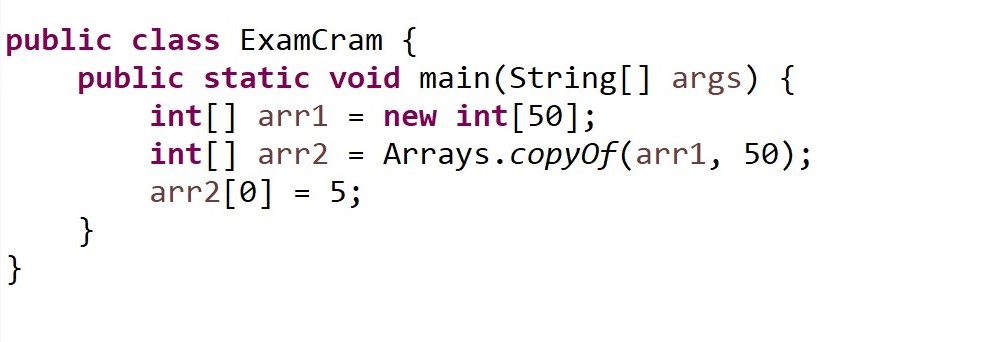 public class ExamCram {
    public static void main(String[] args) {
        int[] arr1 = new int[50];
        int[] arr2 = Arrays.copyOf(arr1, 50);
        arr2[0] = 5;
    }
}